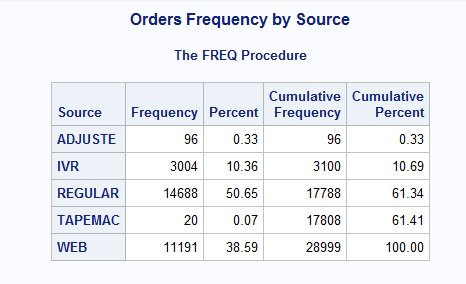 Orders Frequency by Source
The FREQ Procedure
Source Frequency Percent Cumulative Frequency Cumulative Percent
ADJUSTE 96 0.33 96 0.33
IVR 3004 10.36 3100 10.69
REGULAR 14688 50.65 17788 61.34
TAPEMAC 20 0.07 17808 61.41
WEB 11191 38.59 28999 100.00